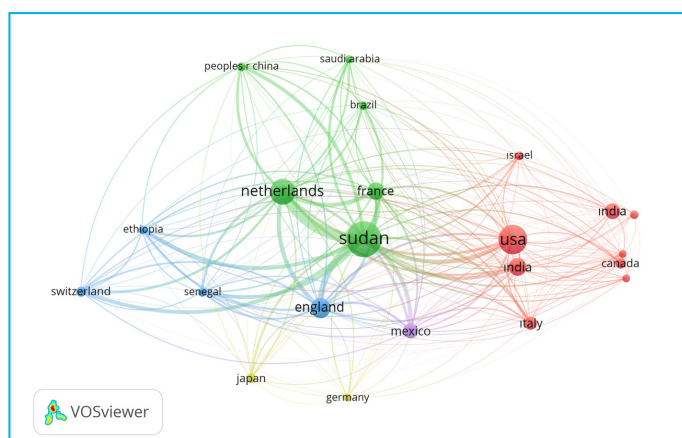 saudi arabia
peoples r china
brazil
israel
netherlands
france
india
ethiopia
sudan
usa
india
canada
switzerland
senegal
england
italy
mexico
japan
germany
VOSviewer